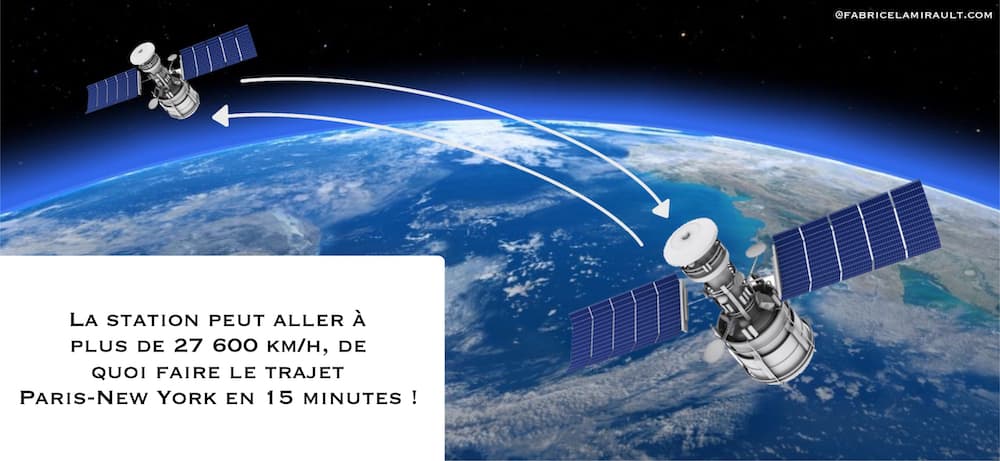 @FABRICELAMIRAULT.COM
LA STATION PEUT ALLER À
PLUS DE 27 600 KM/H, DE
QUOI FAIRE LE TRAJET
PARIS-NEW YORK EN 15 MINUTES !